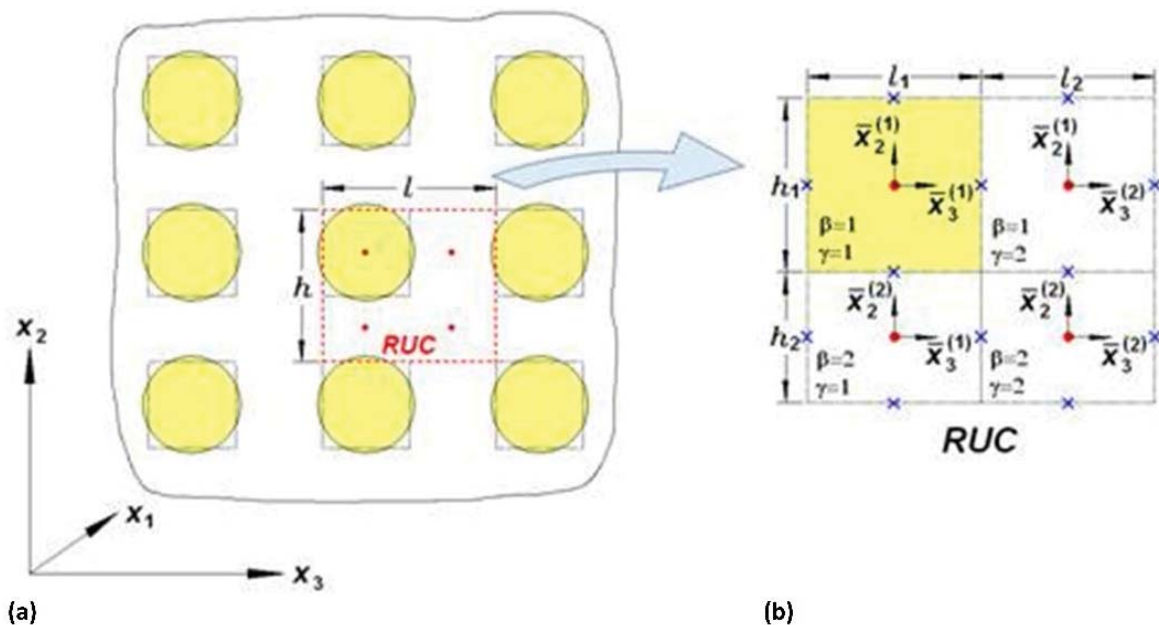 l
h
RUC
x₂
x₁
x₃
(a)
l₁
l₂
h₁
h₂
x̄₂⁽¹⁾
x̄₃⁽¹⁾
β=1
γ=1
x̄₂⁽¹⁾
x̄₃⁽²⁾
β=1
γ=2
x̄₂⁽²⁾
x̄₃⁽¹⁾
β=2
γ=1
x̄₂⁽²⁾
x̄₃⁽²⁾
β=2
γ=2
RUC
(b)